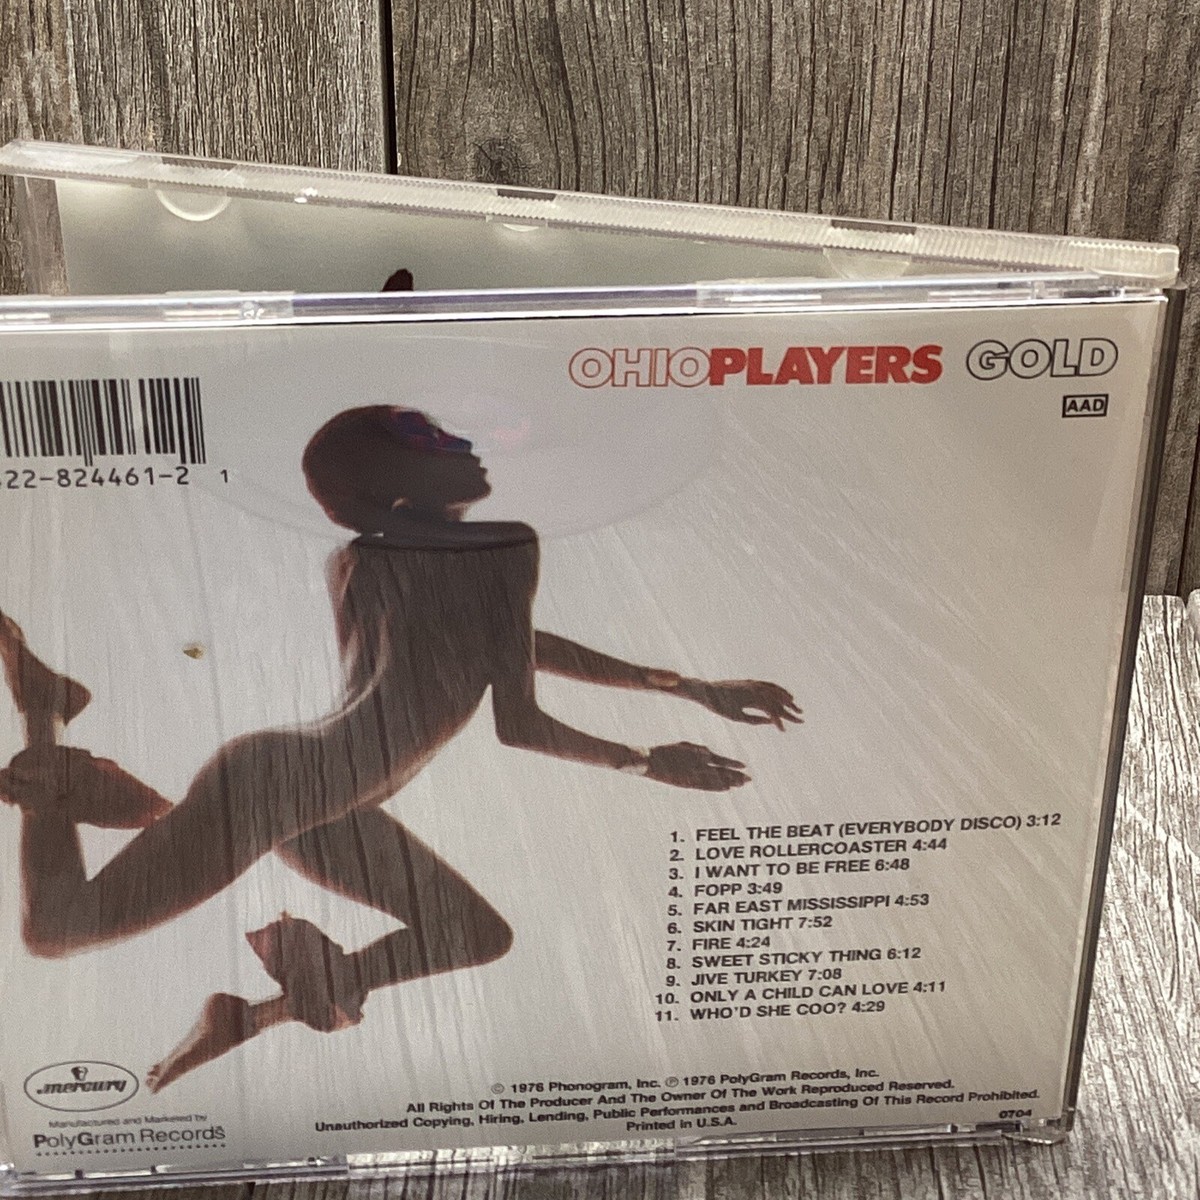 OHIOPLAYERS GOLD
AAD
22-824461-2 1
1. FEEL THE BEAT (EVERYBODY DISCO) 3:12
2. LOVE ROLLERCOASTER 4:44
3. I WANT TO BE FREE 6:48
4. FOPP 3:49
5. FAR EAST MISSISSIPPI 4:53
6. SKIN TIGHT 7:52
7. FIRE 4:24
8. SWEET STICKY THING 6:12
9. JIVE TURKEY 7:08
10. ONLY A CHILD CAN LOVE 4:11
11. WHO'D SHE COO? 4:29
mercury
Manufactured and Marketed by
PolyGram Records
© 1976 Phonogram, Inc. ℗ 1976 PolyGram Records, Inc.
All Rights Of The Producer And The Owner Of The Work Reproduced Reserved.
Unauthorized Copying, Hiring, Lending, Public Performances and Broadcasting Of This Record Prohibited.
Printed in U.S.A.
0704